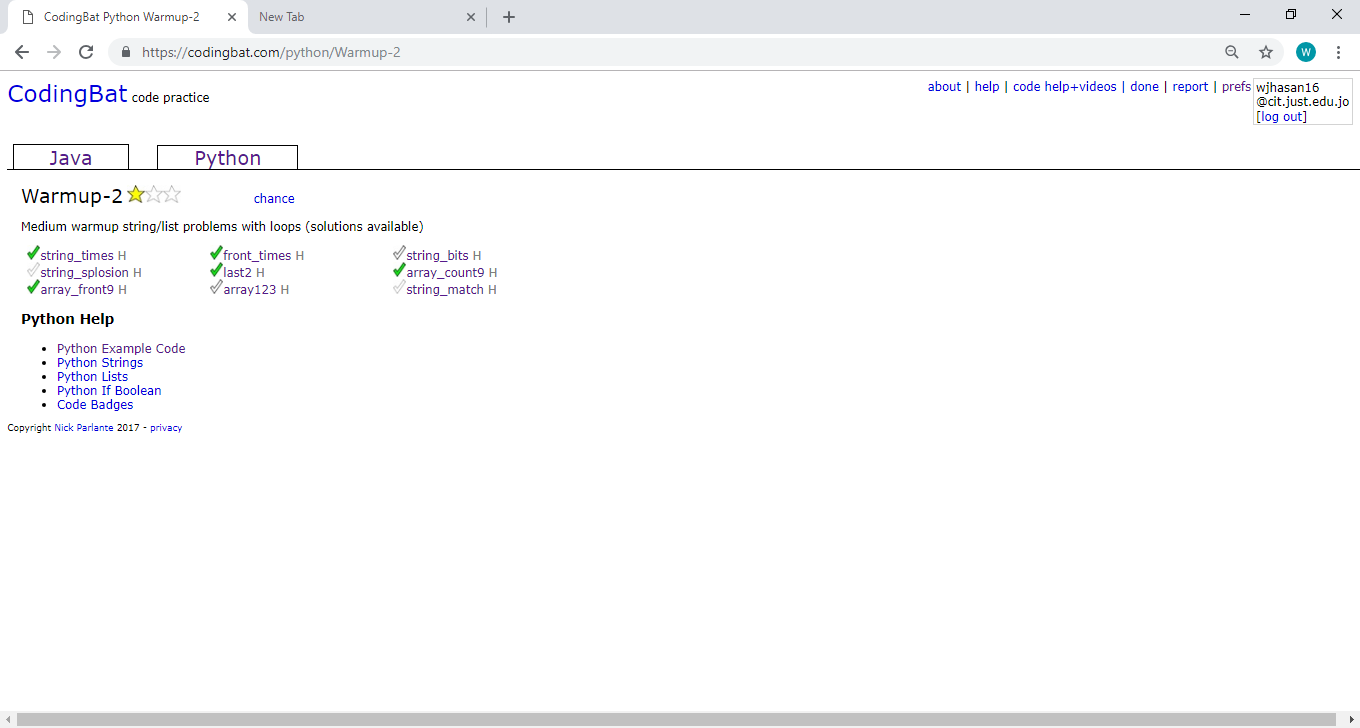 CodingBat Python Warmup-2
New Tab
https://codingbat.com/python/Warmup-2
W
CodingBat code practice
about | help | code help+videos | done | report | prefs
wjhasan16
@cit.just.edu.jo
[log out]
Java
Python
Warmup-2
chance
Medium warmup string/list problems with loops (solutions available)
string_times H front_times H string_bits H
string_splosion H last2 H array_count9 H
array_front9 H array123 H string_match H
Python Help
Python Example Code
Python Strings
Python Lists
Python If Boolean
Code Badges
Copyright Nick Parlante 2017 - privacy